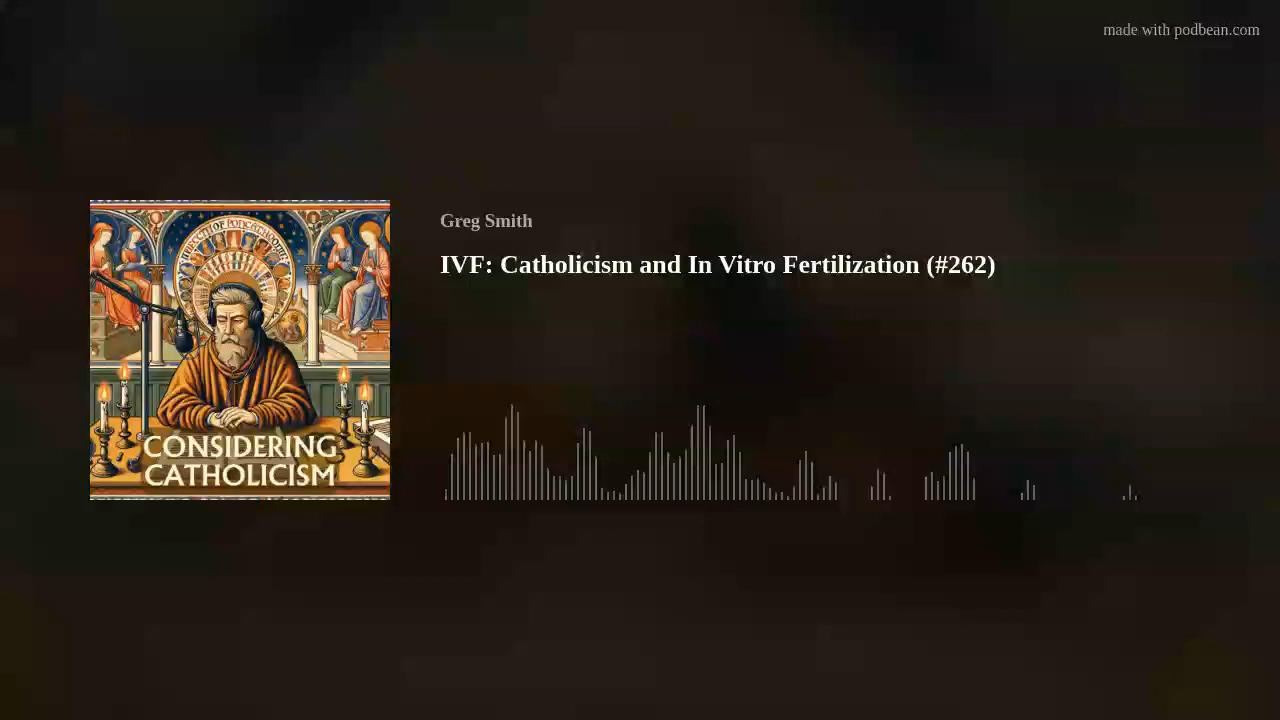 made with podbean.com
Greg Smith
IVF: Catholicism and In Vitro Fertilization (#262)
CONSIDERING
CATHOLICISM